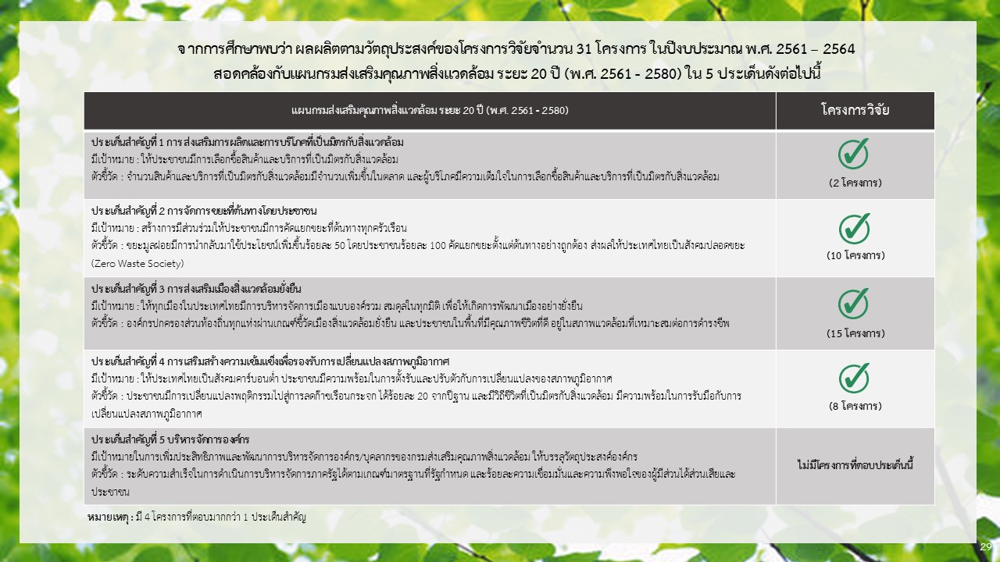 จากการศึกษาพบว่า ผลผลิตตามวัตถุประสงค์ของโครงการวิจัยจำนวน 31 โครงการ ในปีงบประมาณ พ.ศ. 2561 – 2564
สอดคล้องกับแผนกรมส่งเสริมคุณภาพสิ่งแวดล้อม ระยะ 20 ปี (พ.ศ. 2561 - 2580) ใน 5 ประเด็นดังต่อไปนี้
แผนกรมส่งเสริมคุณภาพสิ่งแวดล้อม ระยะ 20 ปี (พ.ศ. 2561 - 2580)
โครงการวิจัย
ประเด็นสำคัญที่ 1 การส่งเสริมการผลิตและการบริโภคที่เป็นมิตรกับสิ่งแวดล้อม
มีเป้าหมาย : ให้ประชาชนมีการเลือกซื้อสินค้าและบริการที่เป็นมิตรกับสิ่งแวดล้อม
ตัวชี้วัด : จำนวนสินค้าและบริการที่เป็นมิตรกับสิ่งแวดล้อมมีจำนวนเพิ่มขึ้นในตลาด และผู้บริโภคมีความเต็มใจในการเลือกซื้อสินค้าและบริการที่เป็นมิตรกับสิ่งแวดล้อม
(2 โครงการ)
ประเด็นสำคัญที่ 2 การจัดการขยะที่ต้นทางโดยประชาชน
มีเป้าหมาย : สร้างการมีส่วนร่วมให้ประชาชนมีการคัดแยกขยะที่ต้นทางทุกครัวเรือน
ตัวชี้วัด : ขยะมูลฝอยมีการนำกลับมาใช้ประโยชน์เพิ่มขึ้นร้อยละ 50 โดยประชาชนร้อยละ 100 คัดแยกขยะตั้งแต่ต้นทางอย่างถูกต้อง ส่งผลให้ประเทศไทยเป็นสังคมปลอดขยะ
(Zero Waste Society)
(10 โครงการ)
ประเด็นสำคัญที่ 3 การส่งเสริมเมืองสิ่งแวดล้อมยั่งยืน
มีเป้าหมาย : ให้ทุกเมืองในประเทศไทยมีการบริหารจัดการเมืองแบบองค์รวม สมดุลในทุกมิติ เพื่อให้เกิดการพัฒนาเมืองอย่างยั่งยืน
ตัวชี้วัด : องค์กรปกครองส่วนท้องถิ่นทุกแห่งผ่านเกณฑ์ชี้วัดเมืองสิ่งแวดล้อมยั่งยืน และประชาชนในพื้นที่มีคุณภาพชีวิตที่ดี อยู่ในสภาพแวดล้อมที่เหมาะสมต่อการดำรงชีพ
(15 โครงการ)
ประเด็นสำคัญที่ 4 การเสริมสร้างความเข้มแข็งเพื่อรองรับการเปลี่ยนแปลงสภาพภูมิอากาศ
มีเป้าหมาย : ให้ประเทศไทยเป็นสังคมคาร์บอนต่ำ ประชาชนมีความพร้อมในการตั้งรับและปรับตัวกับการเปลี่ยนแปลงของสภาพภูมิอากาศ
ตัวชี้วัด : ประชาชนมีการเปลี่ยนแปลงพฤติกรรมไปสู่การลดก๊าซเรือนกระจก ได้ร้อยละ 20 จากปีฐาน และมีวิถีชีวิตที่เป็นมิตรกับสิ่งแวดล้อม มีความพร้อมในการรับมือกับการ
เปลี่ยนแปลงสภาพภูมิอากาศ
(8 โครงการ)
ประเด็นสำคัญที่ 5 บริหารจัดการองค์กร
มีเป้าหมายในการเพิ่มประสิทธิภาพและพัฒนาการบริหารจัดการองค์กร/บุคลากรของกรมส่งเสริมคุณภาพสิ่งแวดล้อม ให้บรรลุวัตถุประสงค์องค์กร
ตัวชี้วัด : ระดับความสำเร็จในการดำเนินการบริหารจัดการภาครัฐได้ตามเกณฑ์มาตรฐานที่รัฐกำหนด และร้อยละความเชื่อมั่นและความพึงพอใจของผู้มีส่วนได้ส่วนเสียและ
ประชาชน
ไม่มีโครงการที่ตอบประเด็นนี้
หมายเหตุ : มี 4 โครงการที่ตอบมากกว่า 1 ประเด็นสำคัญ
29